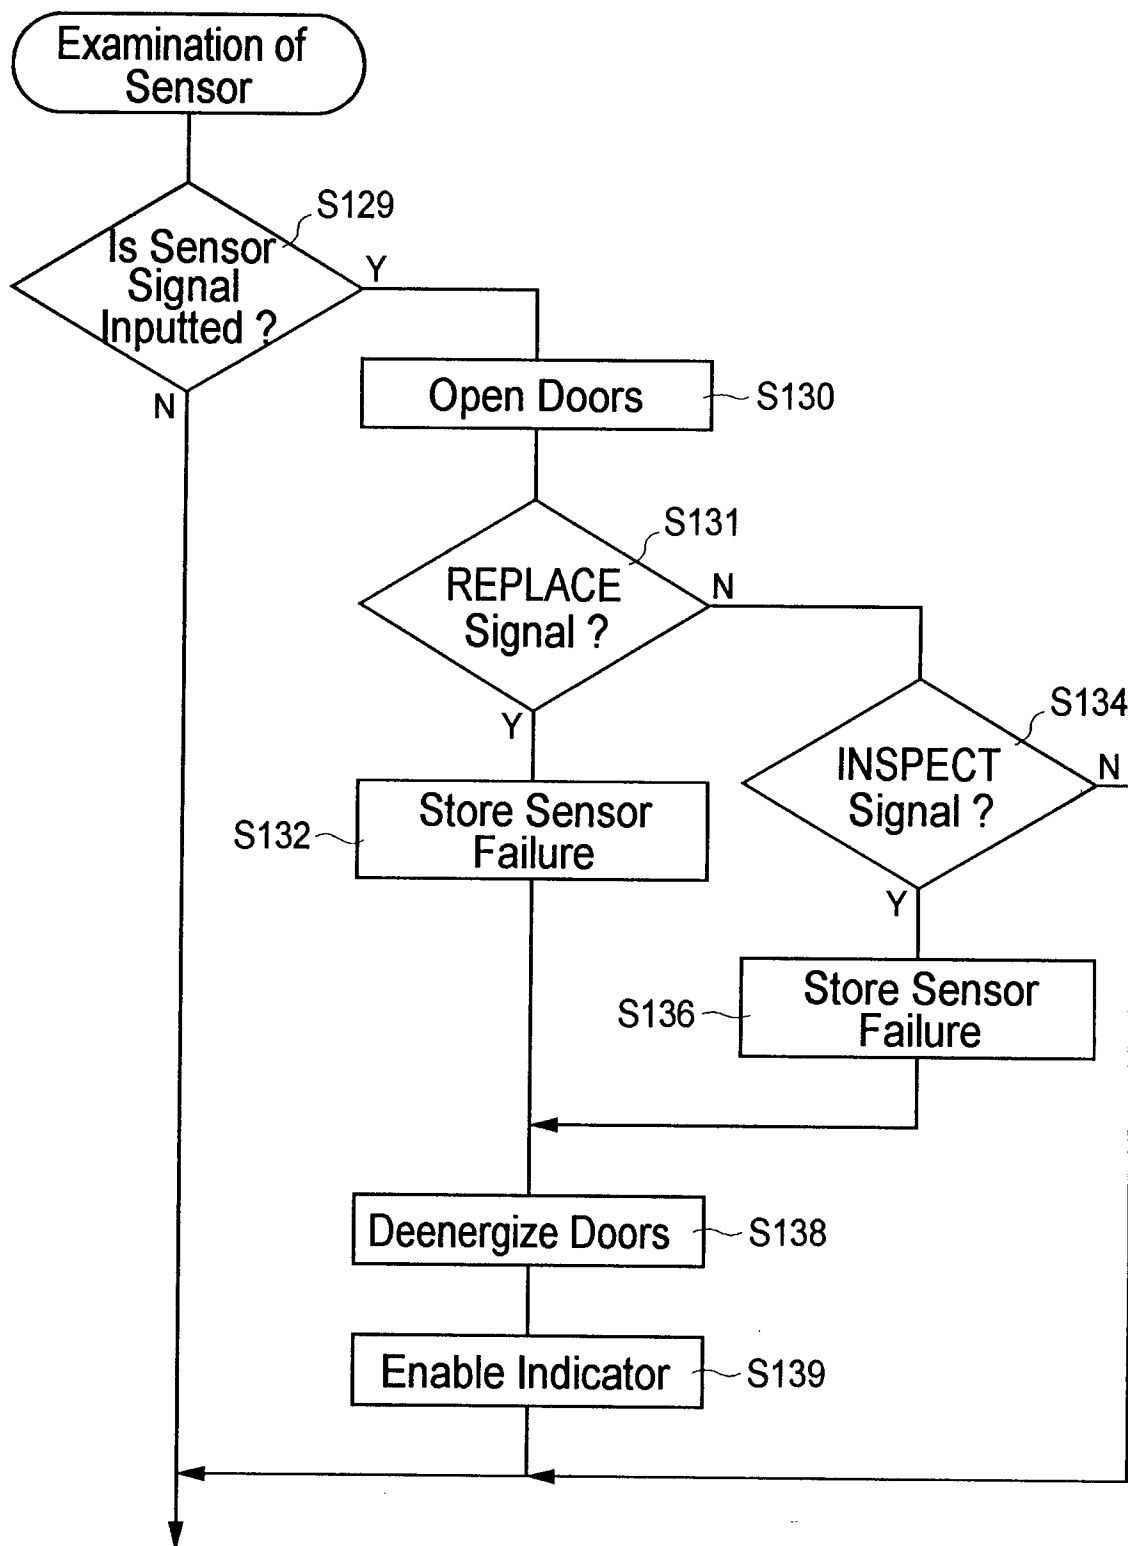 Examination of
Sensor
S129
Is Sensor
Signal
Inputted ?
Y
N
Open Doors
S130
S131
REPLACE
Signal ?
N
Y
S134
INSPECT
Signal ?
N
Y
S132
Store Sensor
Failure
S136
Store Sensor
Failure
Deenergize Doors
S138
Enable Indicator
S139